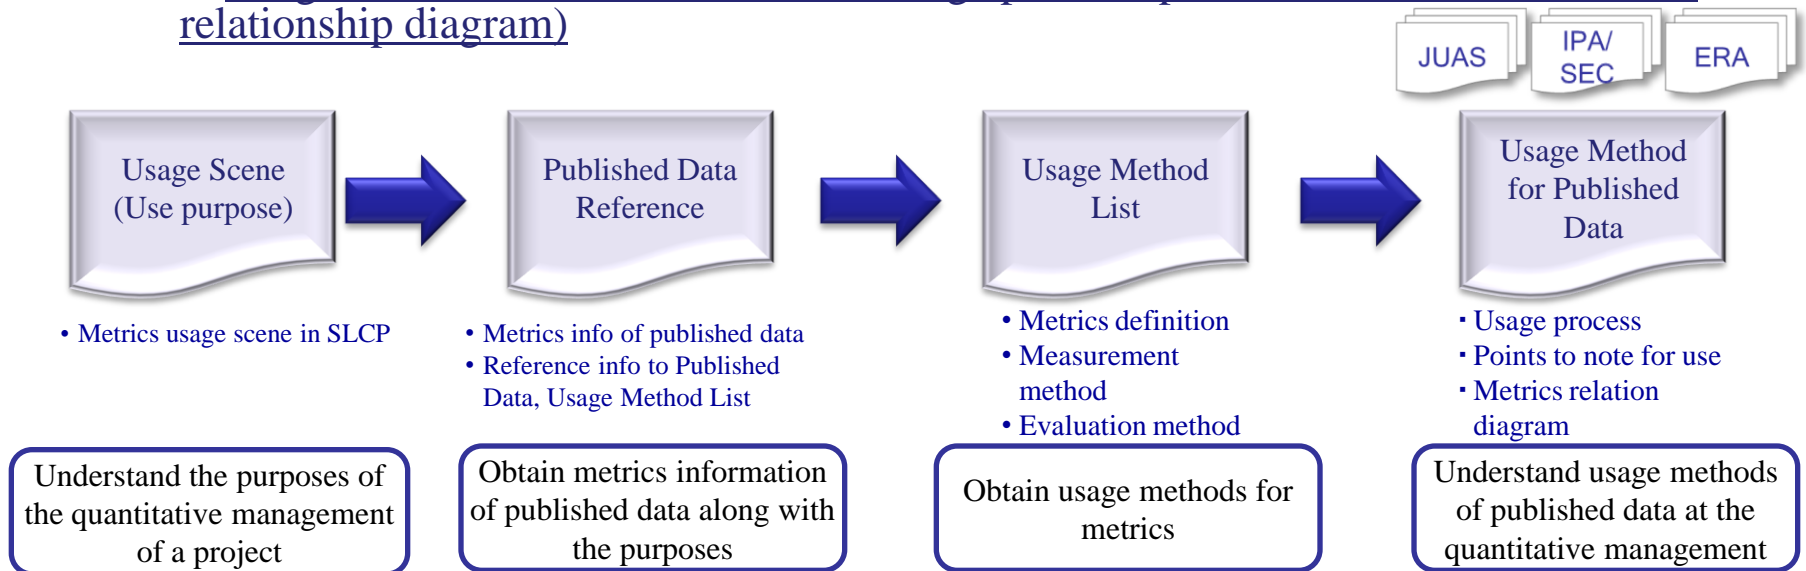 relationship diagram)
JUAS
IPA/
SEC
ERA
Usage Scene
(Use purpose)
Published Data
Reference
Usage Method
List
Usage Method
for Published
Data
• Metrics usage scene in SLCP
• Metrics info of published data
• Reference info to Published
Data, Usage Method List
• Metrics definition
• Measurement
method
• Evaluation method
・Usage process
・Points to note for use
・Metrics relation
diagram
Understand the purposes of
the quantitative management
of a project
Obtain metrics information
of published data along with
the purposes
Obtain usage methods for
metrics
Understand usage methods
of published data at the
quantitative management